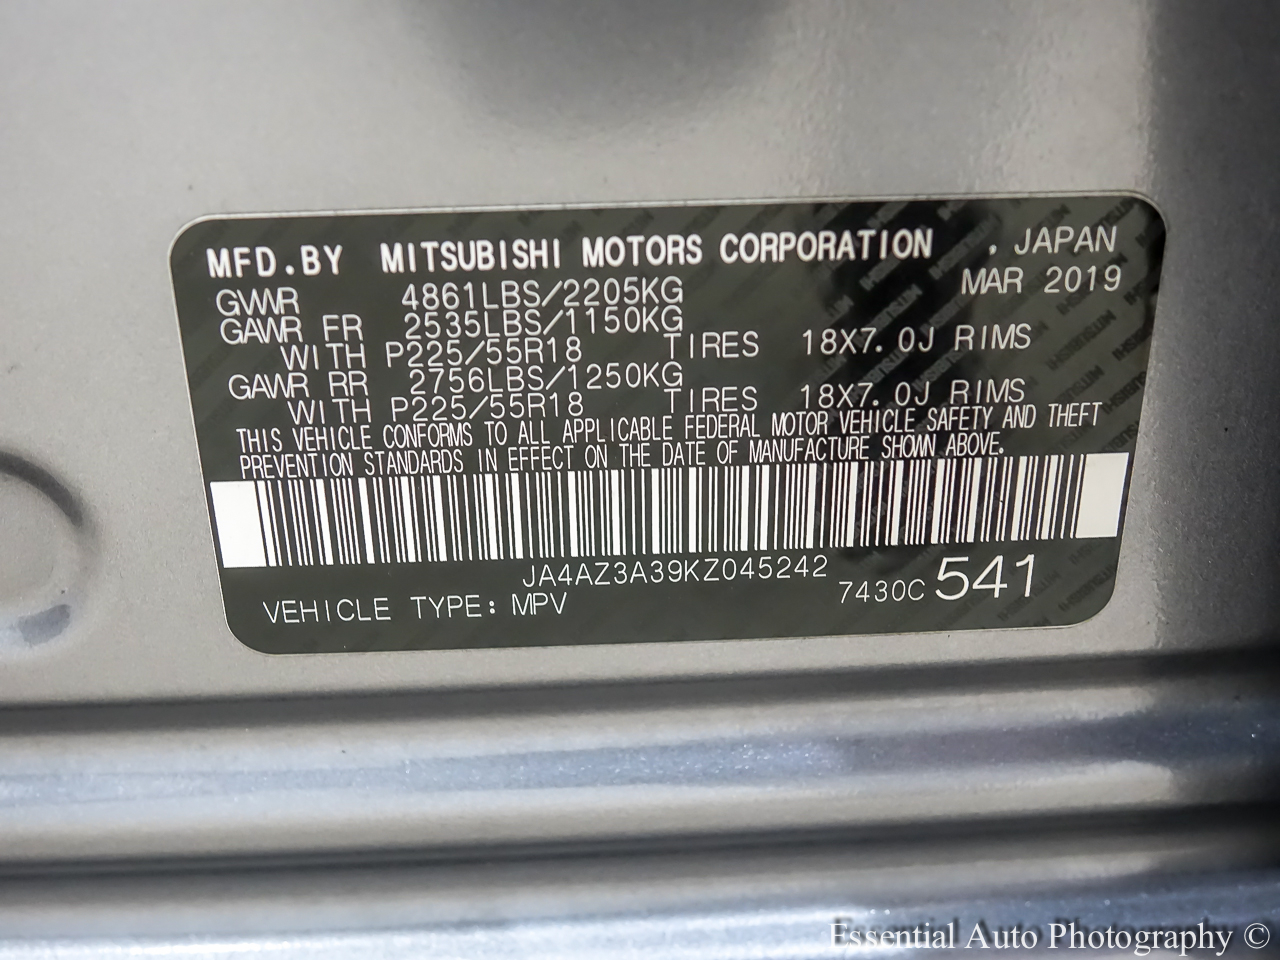 MFD.BY MITSUBISHI MOTORS CORPORATION , JAPAN
GVWR 4861LBS/2205KG MAR 2019
GAWR FR 2535LBS/1150KG
WITH P225/55R18 TIRES 18X7.0J RIMS
GAWR RR 2756LBS/1250KG
WITH P225/55R18 TIRES 18X7.0J RIMS
THIS VEHICLE CONFORMS TO ALL APPLICABLE FEDERAL MOTOR VEHICLE SAFETY AND THEFT
PREVENTION STANDARDS IN EFFECT ON THE DATE OF MANUFACTURE SHOWN ABOVE.
JA4AZ3A39KZ045242
VEHICLE TYPE: MPV 7430C 541
Essential Auto Photography ©